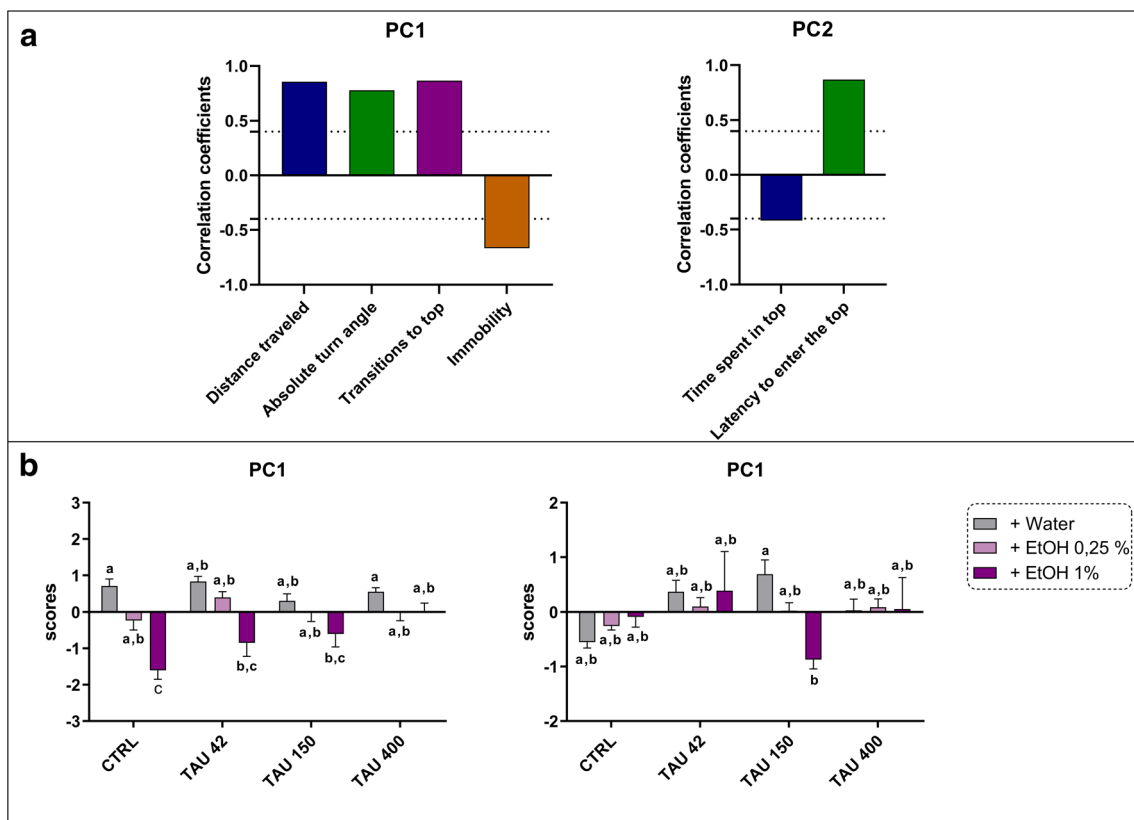 a
PC1
Correlation coefficients
1.0
0.5
0.0
-0.5
-1.0
Distance traveled
Absolute turn angle
Transitions to top
Immobility
PC2
Correlation coefficients
1.0
0.5
0.0
-0.5
-1.0
Time spent in top
Latency to enter the top
b
PC1
scores
3
2
1
0
-1
-2
-3
a
a,b
c
a,b
a,b
b,c
a,b
a,b
b,c
a
a,b
a,b
CTRL
TAU 42
TAU 150
TAU 400
PC1
scores
2
1
0
-1
-2
a,b
a,b
a,b
a,b
a,b
a,b
a
a,b
b
a,b
a,b
a,b
CTRL
TAU 42
TAU 150
TAU 400
+ Water
+ EtOH 0,25 %
+ EtOH 1%